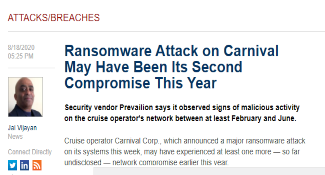 ATTACKS/BREACHES
8/18/2020
05:25 PM
Jai Vijayan
News
Connect Directly
Ransomware Attack on Carnival
May Have Been Its Second
Compromise This Year
Security vendor Prevailion says it observed signs of malicious activity
on the cruise operator's network between at least February and June.
Cruise operator Carnival Corp., which announced a major ransomware attack
on its systems this week, may have experienced at least one more — so far
undisclosed — network compromise earlier this year